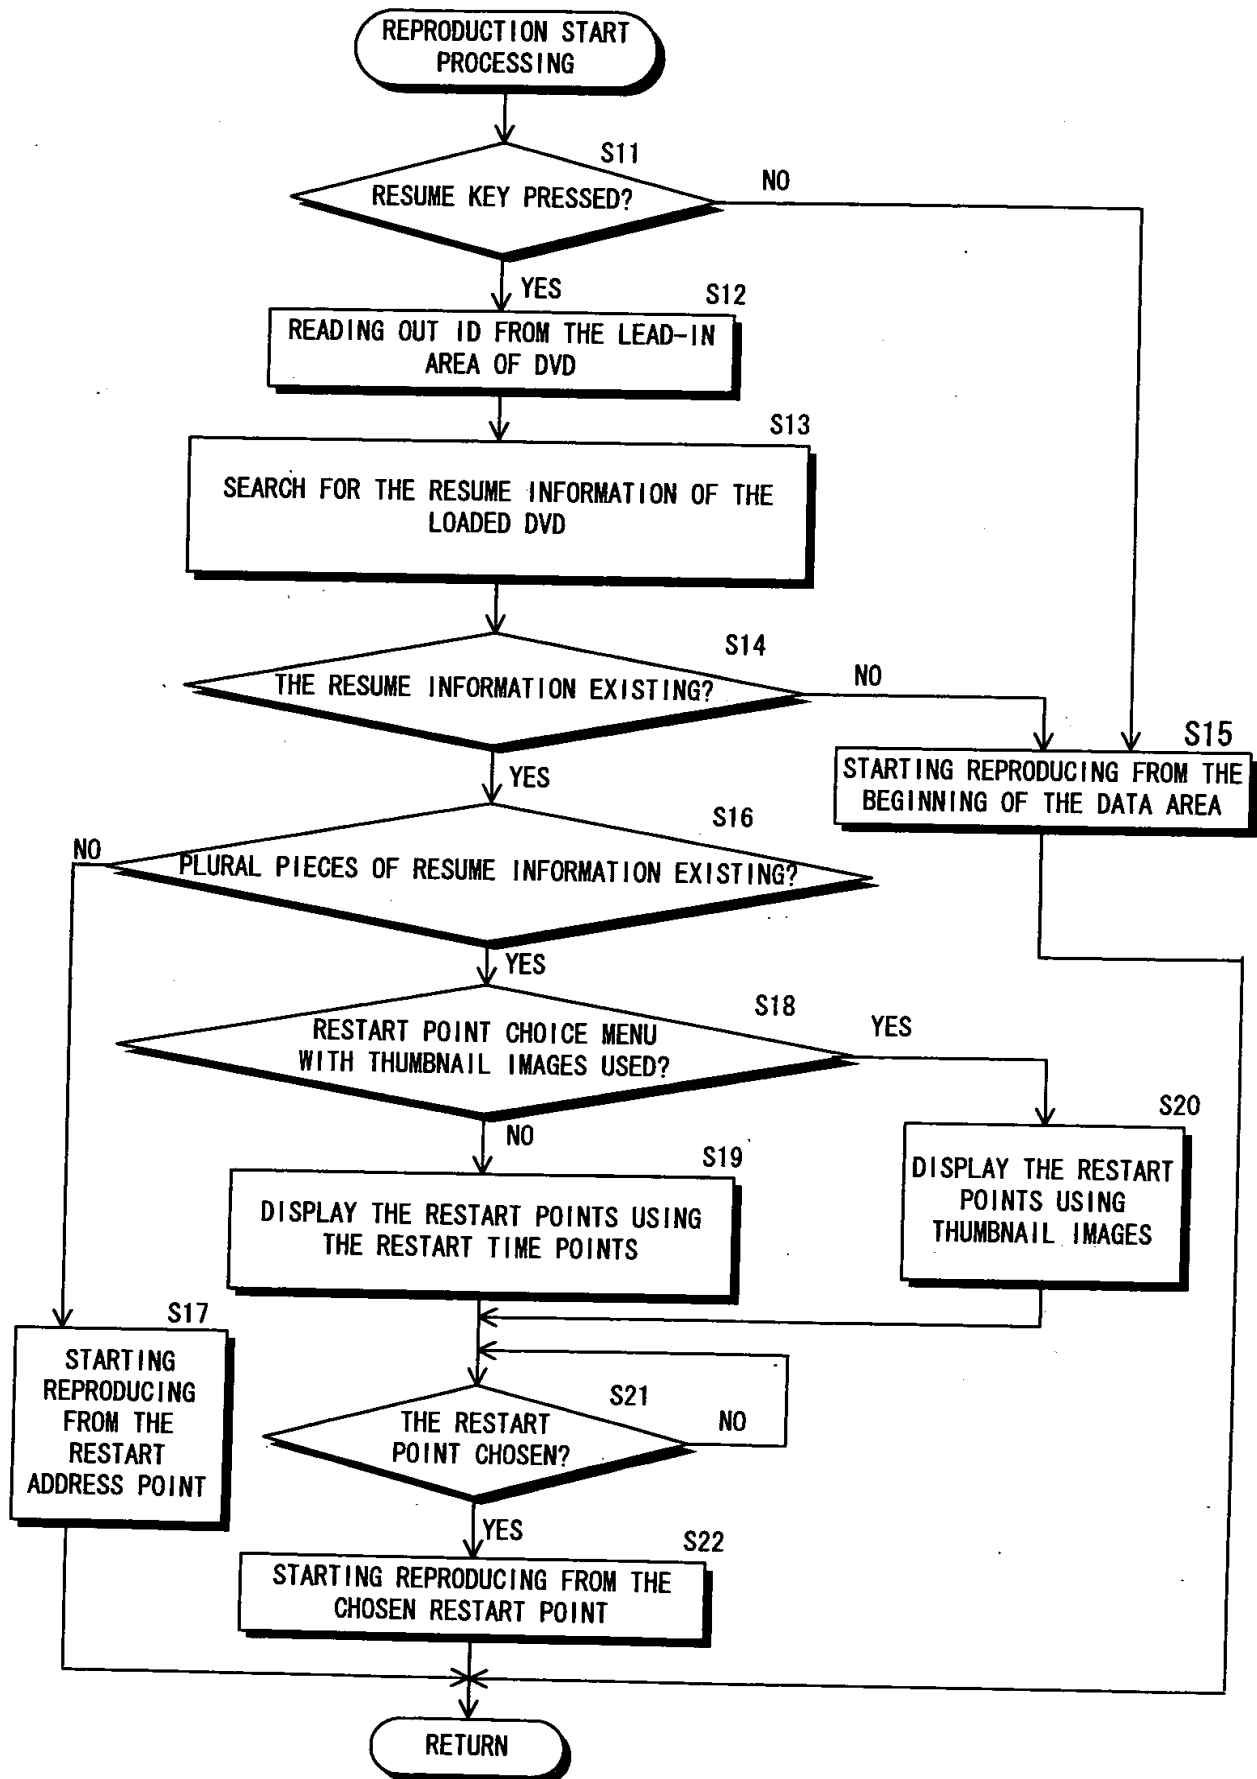 REPRODUCTION START
PROCESSING
S11
RESUME KEY PRESSED?
NO
YES
S12
READING OUT ID FROM THE LEAD-IN
AREA OF DVD
S13
SEARCH FOR THE RESUME INFORMATION OF THE
LOADED DVD
S14
THE RESUME INFORMATION EXISTING?
NO
YES
S15
STARTING REPRODUCING FROM THE
BEGINNING OF THE DATA AREA
S16
NO
PLURAL PIECES OF RESUME INFORMATION EXISTING?
YES
S18
RESTART POINT CHOICE MENU
WITH THUMBNAIL IMAGES USED?
YES
NO
S20
DISPLAY THE RESTART
POINTS USING
THUMBNAIL IMAGES
S19
DISPLAY THE RESTART POINTS USING
THE RESTART TIME POINTS
S17
STARTING
REPRODUCING
FROM THE
RESTART
ADDRESS POINT
S21
THE RESTART
POINT CHOSEN?
NO
YES
S22
STARTING REPRODUCING FROM THE
CHOSEN RESTART POINT
RETURN